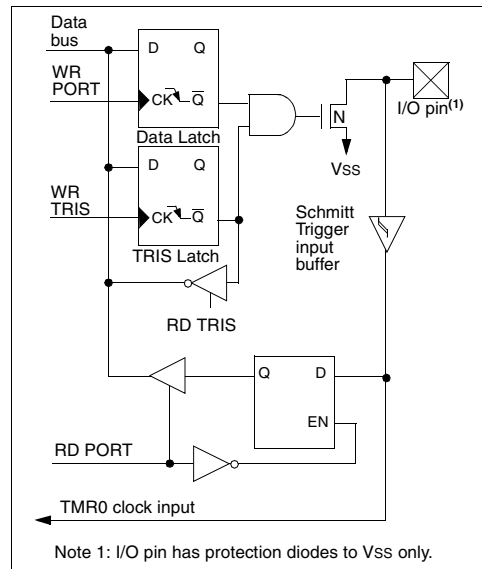 Data
bus
D Q
WR
PORT
CK Q
Data Latch
I/O pin(1)
N
VSS
D Q
WR
TRIS
CK Q
TRIS Latch
Schmitt
Trigger
input
buffer
RD TRIS
Q D
EN
RD PORT
TMR0 clock input
Note 1: I/O pin has protection diodes to VSS only.